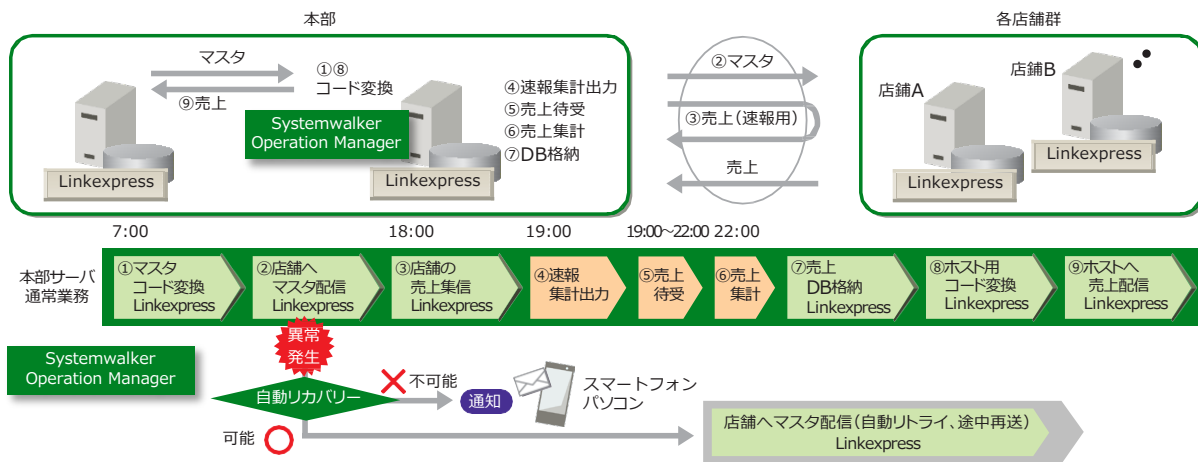 本部
各店舗群
マスタ
⑨売上
①⑧
コード変換
④速報集計出力
⑤売上待受
⑥売上集計
⑦DB格納
Systemwalker
Operation Manager
Linkexpress
Linkexpress
②マスタ
③売上(速報用)
売上
店舗A
店舗B
Linkexpress
Linkexpress
7:00
18:00
19:00
19:00~22:00
22:00
本部サーバ
通常業務
①マスタ
コード変換
Linkexpress
②店舗へ
マスタ配信
Linkexpress
③店舗の
売上集信
Linkexpress
④速報
集計出力
⑤売上
待受
⑥売上
集計
⑦売上
DB格納
Linkexpress
⑧ホスト用
コード変換
Linkexpress
⑨ホストへ
売上配信
Linkexpress
異常
発生
Systemwalker
Operation Manager
自動リカバリー
不可能
通知
スマートフォン
パソコン
可能
店舗へマスタ配信(自動リトライ、途中再送)
Linkexpress